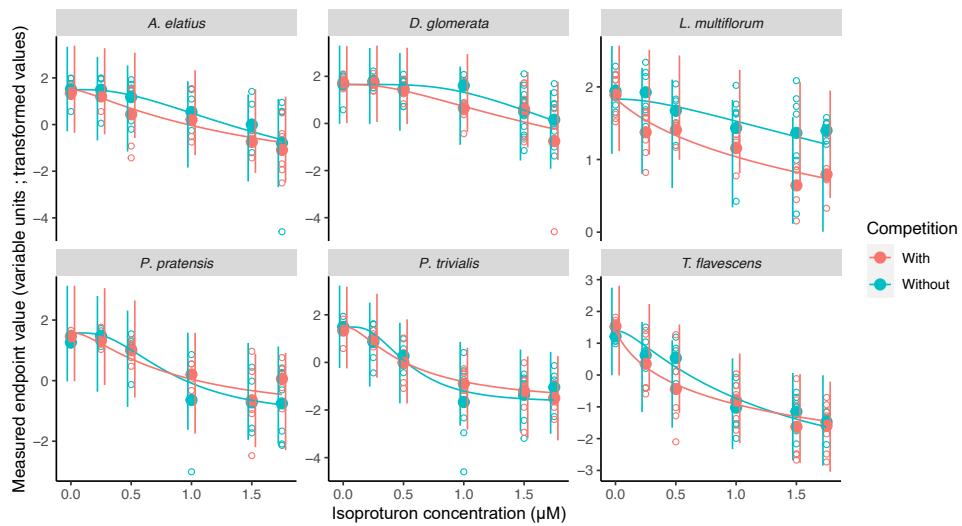 A. elatius
D. glomerata
L. multiflorum
2
0
−2
−4
2
0
−2
−4
2
1
0
P. pratensis
P. trivialis
T. flavescens
2
0
−2
2
0
−2
−4
3
2
1
0
−1
−2
−3
0.0 0.5 1.0 1.5
0.0 0.5 1.0 1.5
0.0 0.5 1.0 1.5
Isoproturon concentration (µM)
Measured endpoint value (variable units ; transformed values)
Competition
With
Without